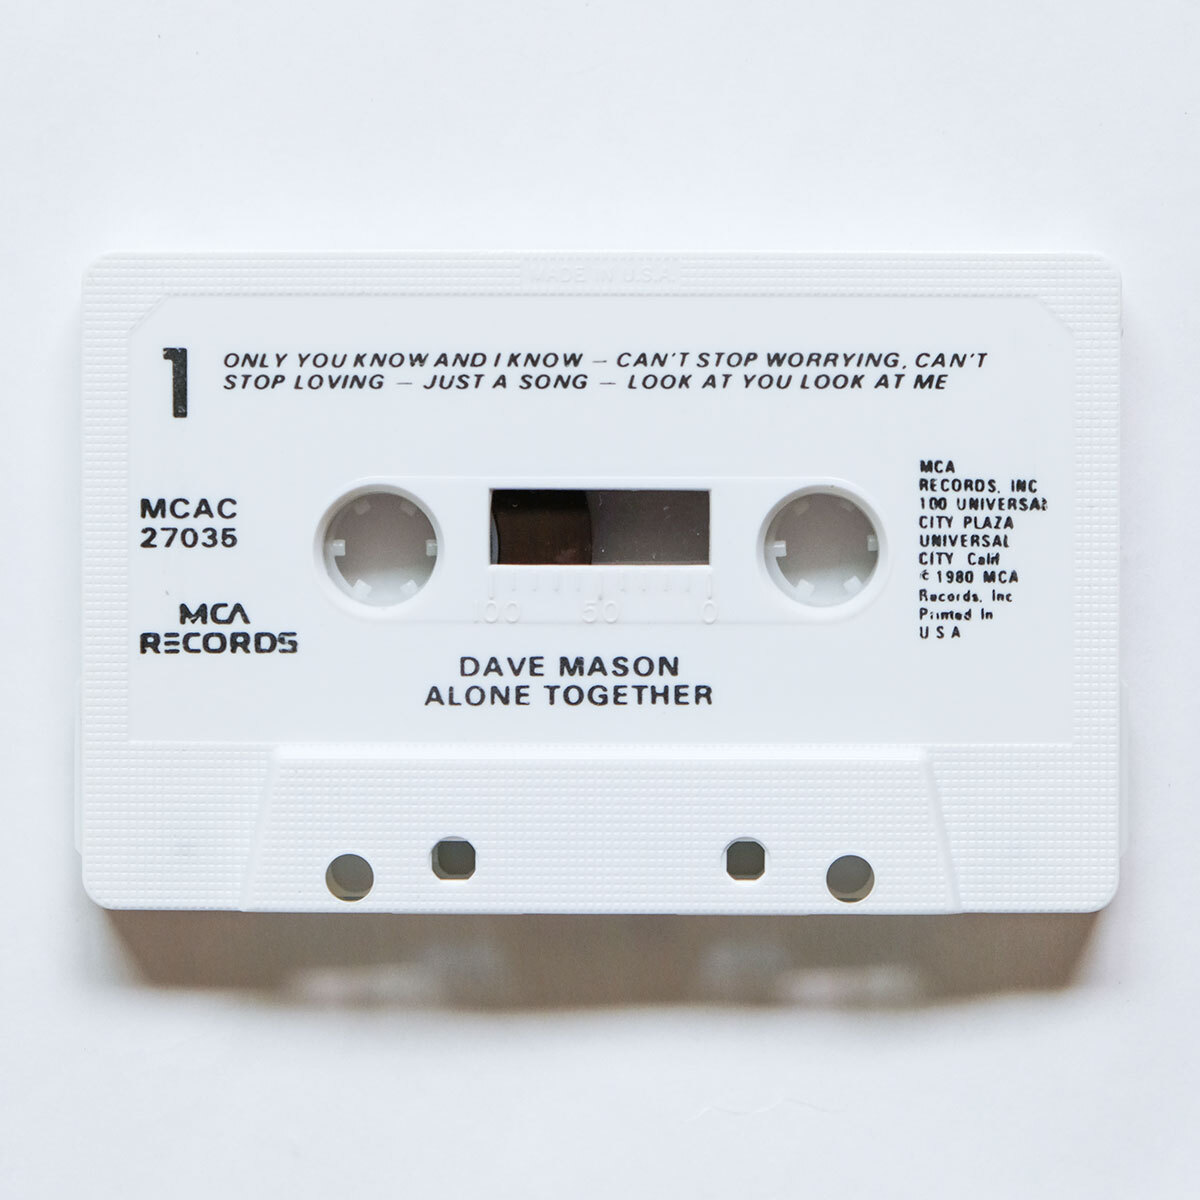 MADE IN U.S.A.
1
ONLY YOU KNOW AND I KNOW — CAN'T STOP WORRYING, CAN'T
STOP LOVING — JUST A SONG — LOOK AT YOU LOOK AT ME
MCAC
27035
MCA
RECORDS
MCA
RECORDS, INC
100 UNIVERSAL
CITY PLAZA
UNIVERSAL
CITY Calif
© 1980 MCA
Records, Inc
Printed In
U S A
100 50 0
DAVE MASON
ALONE TOGETHER